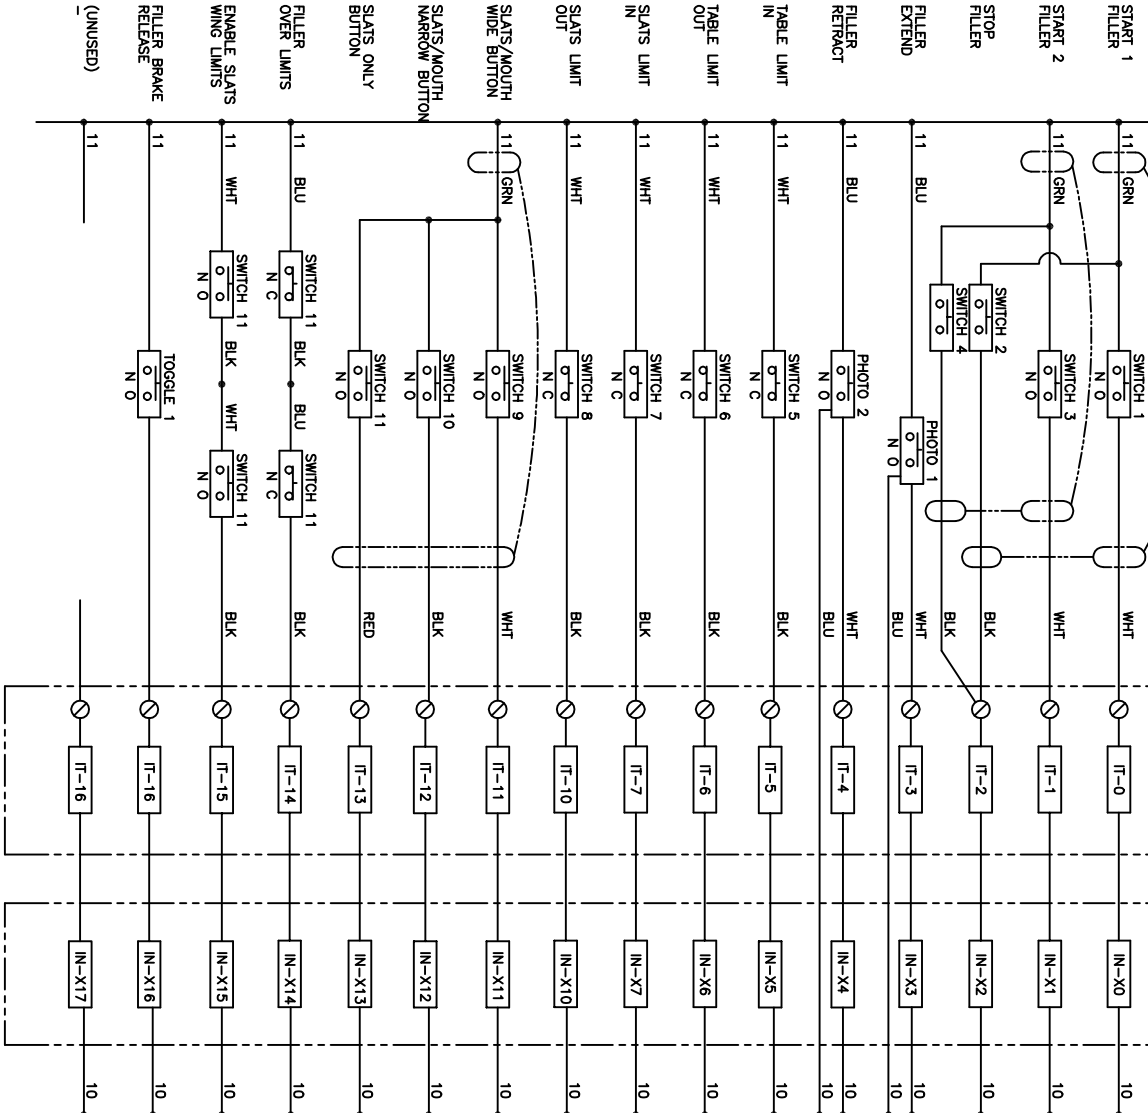 START 1
FILLER
11
GRN
SWITCH 1
N O
WHT
IT-0
IN-X0
10
START 2
FILLER
11
GRN
SWITCH 3
N O
WHT
IT-1
IN-X1
10
STOP
FILLER
SWITCH 2
SWITCH 4
BLK
BLK
IT-2
IN-X2
10
FILLER
EXTEND
11
BLU
PHOTO 1
N O
WHT
BLU
IT-3
IN-X3
10
10
FILLER
RETRACT
11
BLU
PHOTO 2
N O
WHT
BLU
IT-4
IN-X4
10
10
TABLE LIMIT
IN
11
WHT
SWITCH 5
N C
BLK
IT-5
IN-X5
10
TABLE LIMIT
OUT
11
WHT
SWITCH 6
N C
BLK
IT-6
IN-X6
10
SLATS LIMIT
IN
11
WHT
SWITCH 7
N C
BLK
IT-7
IN-X7
10
SLATS LIMIT
OUT
11
WHT
SWITCH 8
N C
BLK
IT-10
IN-X10
10
SLATS/MOUTH
WIDE BUTTON
11
GRN
SWITCH 9
N O
WHT
IT-11
IN-X11
10
SLATS/MOUTH
NARROW BUTTON
SWITCH 10
N O
BLK
IT-12
IN-X12
10
SLATS ONLY
BUTTON
SWITCH 11
N O
RED
IT-13
IN-X13
10
FILLER
OVER LIMITS
11
BLU
SWITCH 11
N C
BLK
BLU
SWITCH 11
N C
BLK
IT-14
IN-X14
10
ENABLE SLATS
WING LIMITS
11
WHT
SWITCH 11
N O
BLK
WHT
SWITCH 11
N O
BLK
IT-15
IN-X15
10
FILLER BRAKE
RELEASE
11
TOGGLE 1
N O
IT-16
IN-X16
10
(UNUSED)
11
IT-16
IN-X17
10